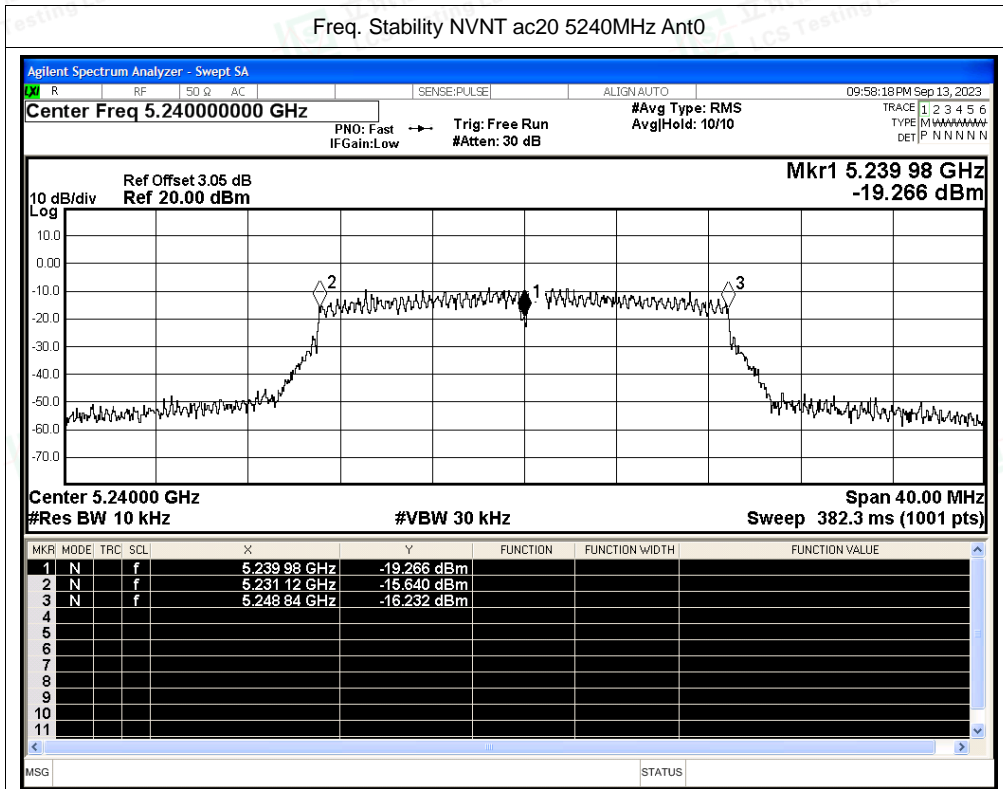 Freq. Stability NVNT ac20 5240MHz Ant0
Agilent Spectrum Analyzer - Swept SA
LXI R RF 50 Ω AC SENSE:PULSE ALIGN AUTO 09:58:18 PM Sep 13, 2023
Center Freq 5.240000000 GHz #Avg Type: RMS TRACE 1 2 3 4 5 6
PNO: Fast Trig: Free Run Avg|Hold: 10/10 TYPE M WWWWW
IFGain:Low #Atten: 30 dB DET P N N N N N
Mkr1 5.239 98 GHz
Ref Offset 3.05 dB
10 dB/div Ref 20.00 dBm -19.266 dBm
Log
10.0
0.00
-10.0
-20.0
-30.0
-40.0
-50.0
-60.0
-70.0
2 1 3
Center 5.24000 GHz Span 40.00 MHz
#Res BW 10 kHz #VBW 30 kHz Sweep 382.3 ms (1001 pts)
MKR MODE TRC SCL X Y FUNCTION FUNCTION WIDTH FUNCTION VALUE
1 N f 5.239 98 GHz -19.266 dBm
2 N f 5.231 12 GHz -15.640 dBm
3 N f 5.248 84 GHz -16.232 dBm
4
5
6
7
8
9
10
11
MSG STATUS